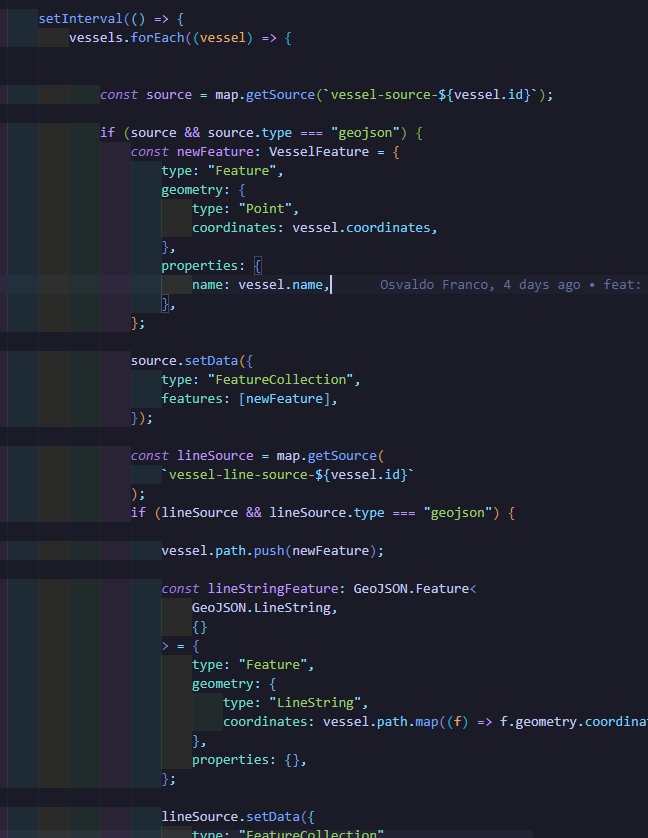 setInterval(() => {
vessels.forEach((vessel) => {
const source = map.getSource(`vessel-source-${vessel.id}`);
if (source && source.type === "geojson") {
const newFeature: VesselFeature = {
type: "Feature",
geometry: {
type: "Point",
coordinates: vessel.coordinates,
},
properties: {
name: vessel.name, Osvaldo Franco, 4 days ago • feat:
},
};
source.setData({
type: "FeatureCollection",
features: [newFeature],
});
const lineSource = map.getSource(
`vessel-line-source-${vessel.id}`
);
if (lineSource && lineSource.type === "geojson") {
vessel.path.push(newFeature);
const lineStringFeature: GeoJSON.Feature<
GeoJSON.LineString,
{}
> = {
type: "Feature",
geometry: {
type: "LineString",
coordinates: vessel.path.map((f) => f.geometry.coordina
},
properties: {},
};
lineSource.setData({
type: "FeatureCollection"